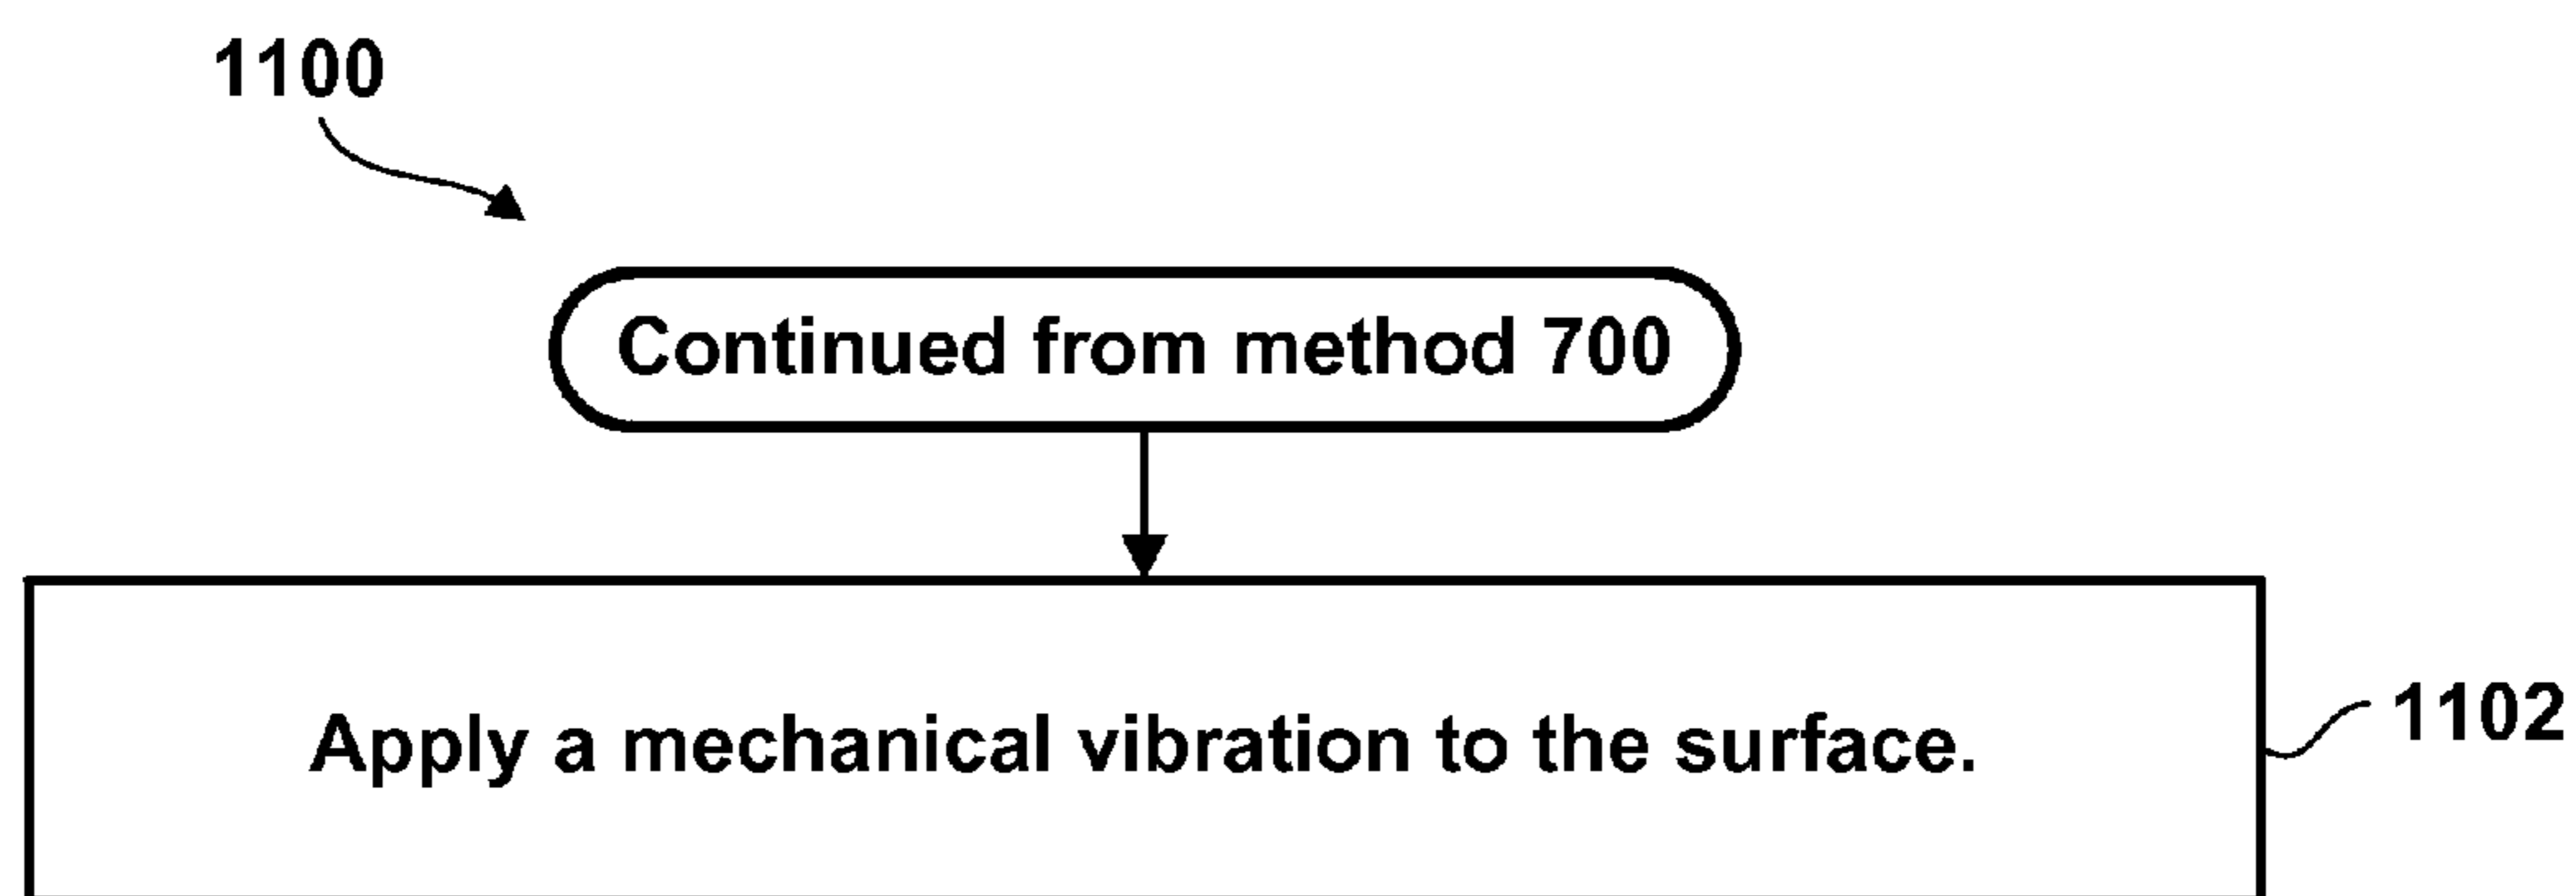 1100
Continued from method 700
Apply a mechanical vibration to the surface.
1102